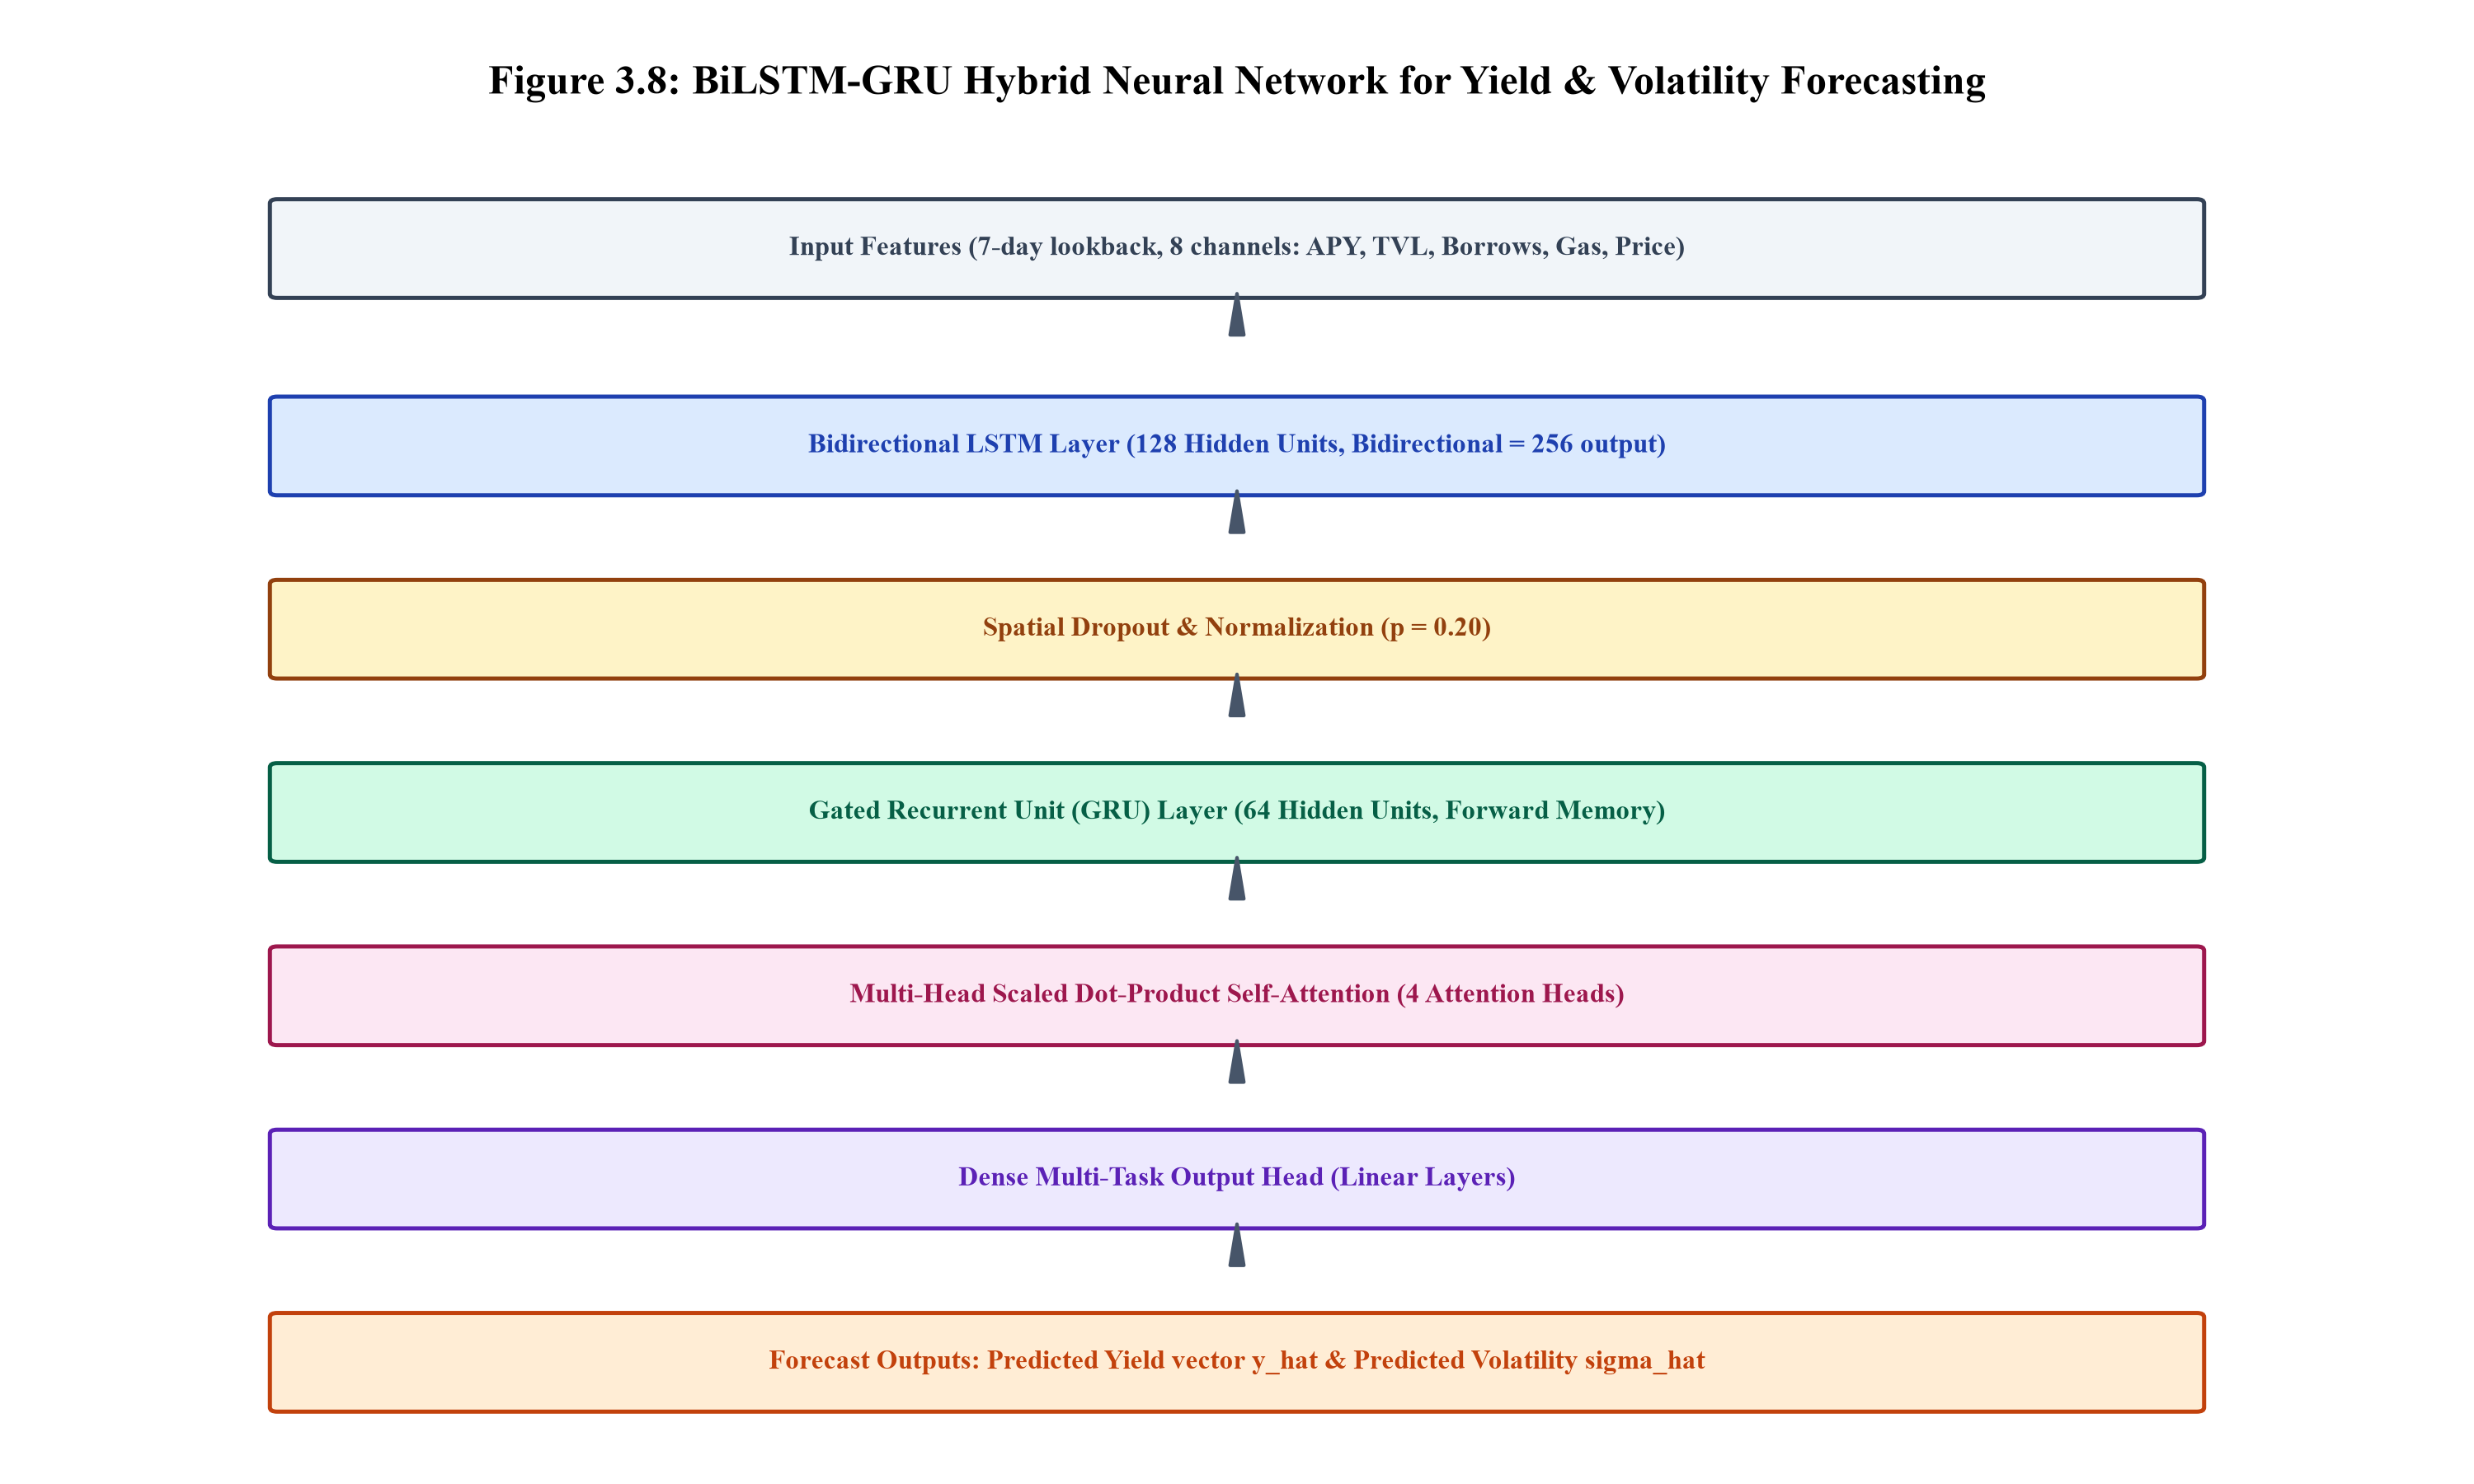 Figure 3.8: BiLSTM-GRU Hybrid Neural Network for Yield & Volatility Forecasting
Input Features (7-day lookback, 8 channels: APY, TVL, Borrows, Gas, Price)
Bidirectional LSTM Layer (128 Hidden Units, Bidirectional = 256 output)
Spatial Dropout & Normalization (p = 0.20)
Gated Recurrent Unit (GRU) Layer (64 Hidden Units, Forward Memory)
Multi-Head Scaled Dot-Product Self-Attention (4 Attention Heads)
Dense Multi-Task Output Head (Linear Layers)
Forecast Outputs: Predicted Yield vector y_hat & Predicted Volatility sigma_hat